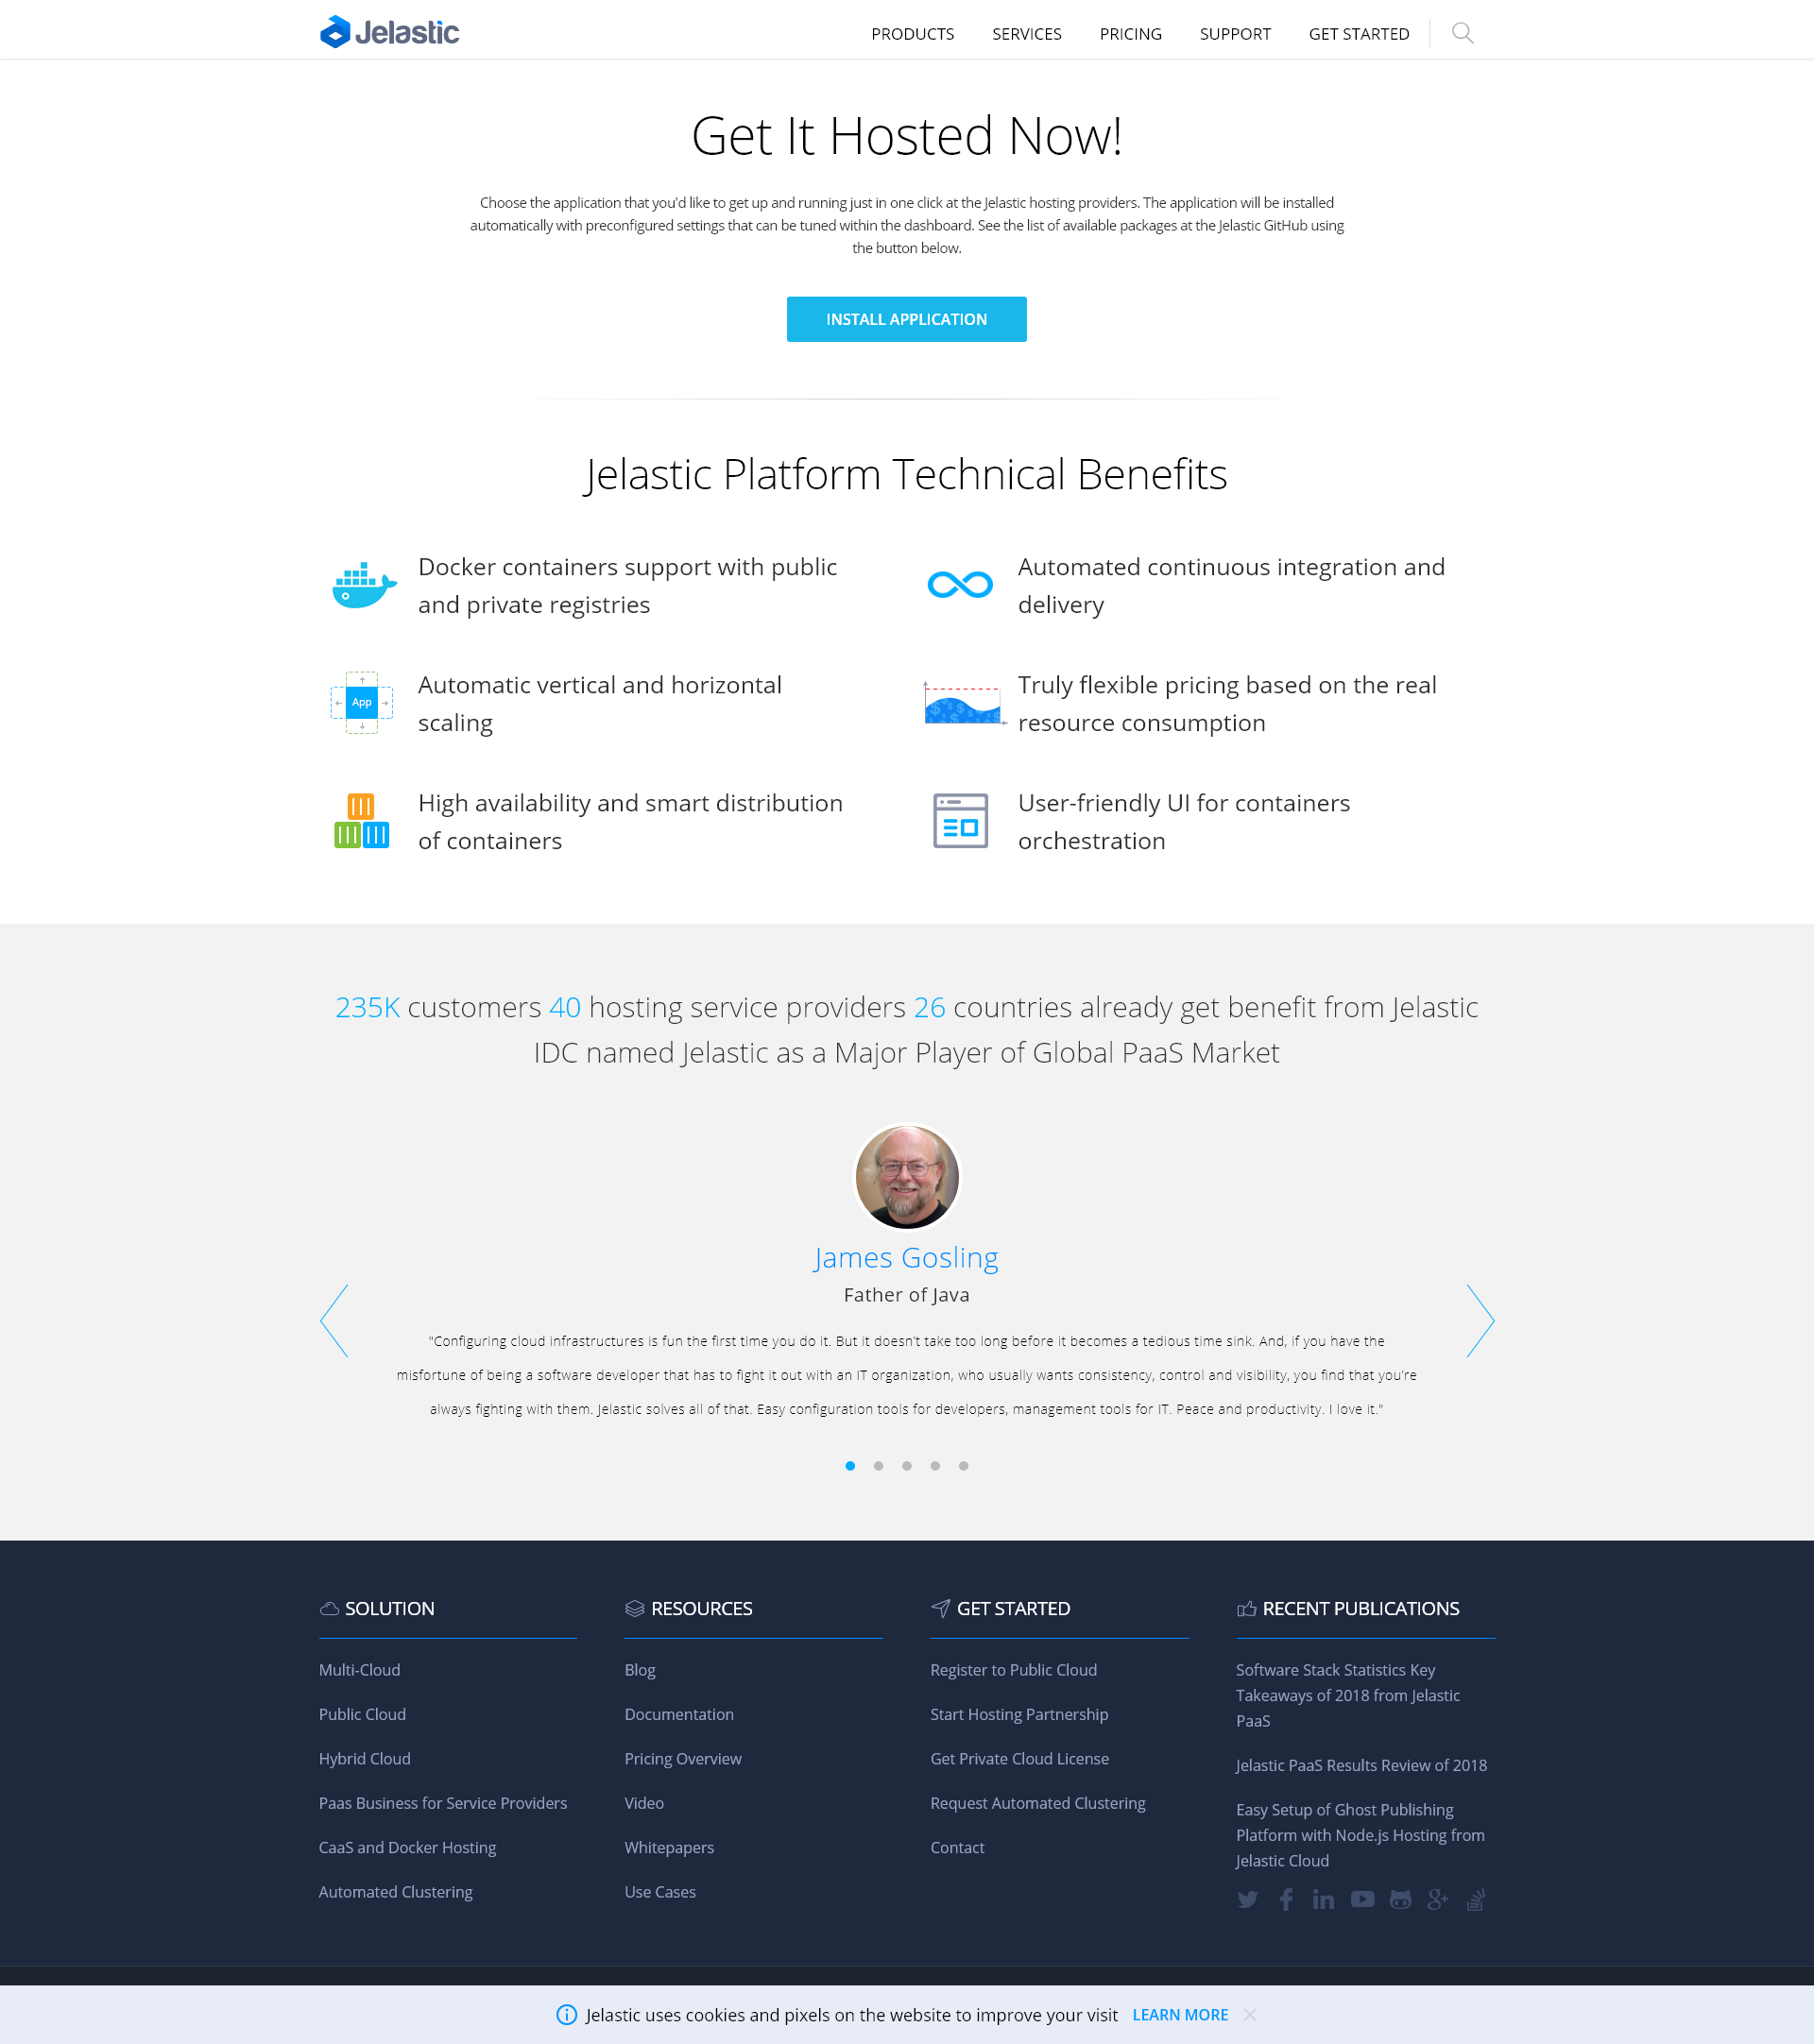 Jelastic
PRODUCTS
SERVICES
PRICING
SUPPORT
GET STARTED
Get It Hosted Now!
Choose the application that you'd like to get up and running just in one click at the Jelastic hosting providers. The application will be installed
automatically with preconfigured settings that can be tuned within the dashboard. See the list of available packages at the Jelastic GitHub using
the button below.
INSTALL APPLICATION
Jelastic Platform Technical Benefits
Docker containers support with public
and private registries
Automated continuous integration and
delivery
App
Automatic vertical and horizontal
scaling
Truly flexible pricing based on the real
resource consumption
High availability and smart distribution
of containers
User-friendly UI for containers
orchestration
235K customers 40 hosting service providers 26 countries already get benefit from Jelastic
IDC named Jelastic as a Major Player of Global PaaS Market
James Gosling
Father of Java
"Configuring cloud infrastructures is fun the first time you do it. But it doesn’t take too long before it becomes a tedious time sink. And, if you have the
misfortune of being a software developer that has to fight it out with an IT organization, who usually wants consistency, control and visibility, you find that you’re
always fighting with them. Jelastic solves all of that. Easy configuration tools for developers, management tools for IT. Peace and productivity. I love it."
SOLUTION
Multi-Cloud
Public Cloud
Hybrid Cloud
Paas Business for Service Providers
CaaS and Docker Hosting
Automated Clustering
RESOURCES
Blog
Documentation
Pricing Overview
Video
Whitepapers
Use Cases
GET STARTED
Register to Public Cloud
Start Hosting Partnership
Get Private Cloud License
Request Automated Clustering
Contact
RECENT PUBLICATIONS
Software Stack Statistics Key
Takeaways of 2018 from Jelastic
PaaS
Jelastic PaaS Results Review of 2018
Easy Setup of Ghost Publishing
Platform with Node.js Hosting from
Jelastic Cloud
Jelastic uses cookies and pixels on the website to improve your visit LEARN MORE